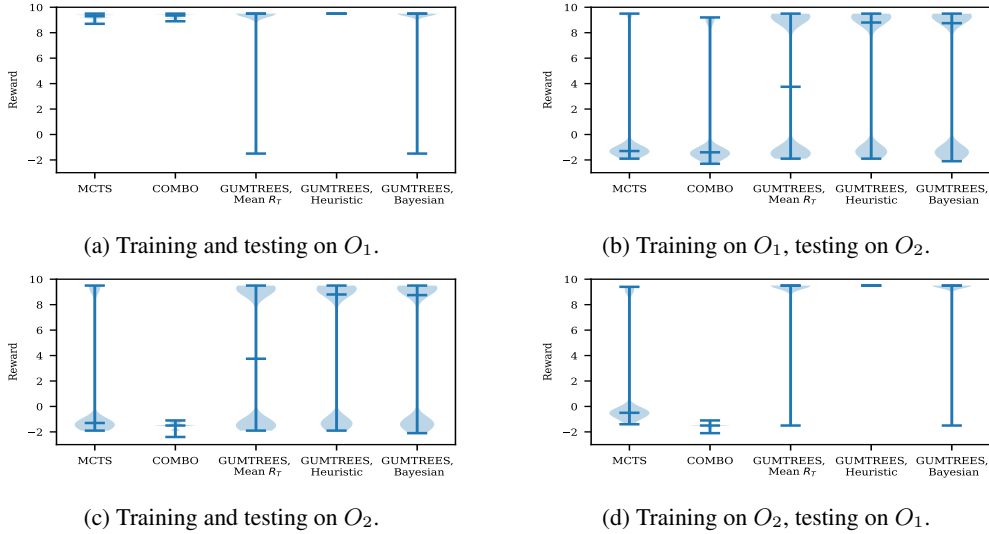 10
8
6
4
2
0
−2
Reward
MCTS
COMBO
GUMTREES,
Mean R_T
GUMTREES,
Heuristic
GUMTREES,
Bayesian
(a) Training and testing on O_1.
10
8
6
4
2
0
−2
Reward
MCTS
COMBO
GUMTREES,
Mean R_T
GUMTREES,
Heuristic
GUMTREES,
Bayesian
(b) Training on O_1, testing on O_2.
10
8
6
4
2
0
−2
Reward
MCTS
COMBO
GUMTREES,
Mean R_T
GUMTREES,
Heuristic
GUMTREES,
Bayesian
(c) Training and testing on O_2.
10
8
6
4
2
0
−2
Reward
MCTS
COMBO
GUMTREES,
Mean R_T
GUMTREES,
Heuristic
GUMTREES,
Bayesian
(d) Training on O_2, testing on O_1.